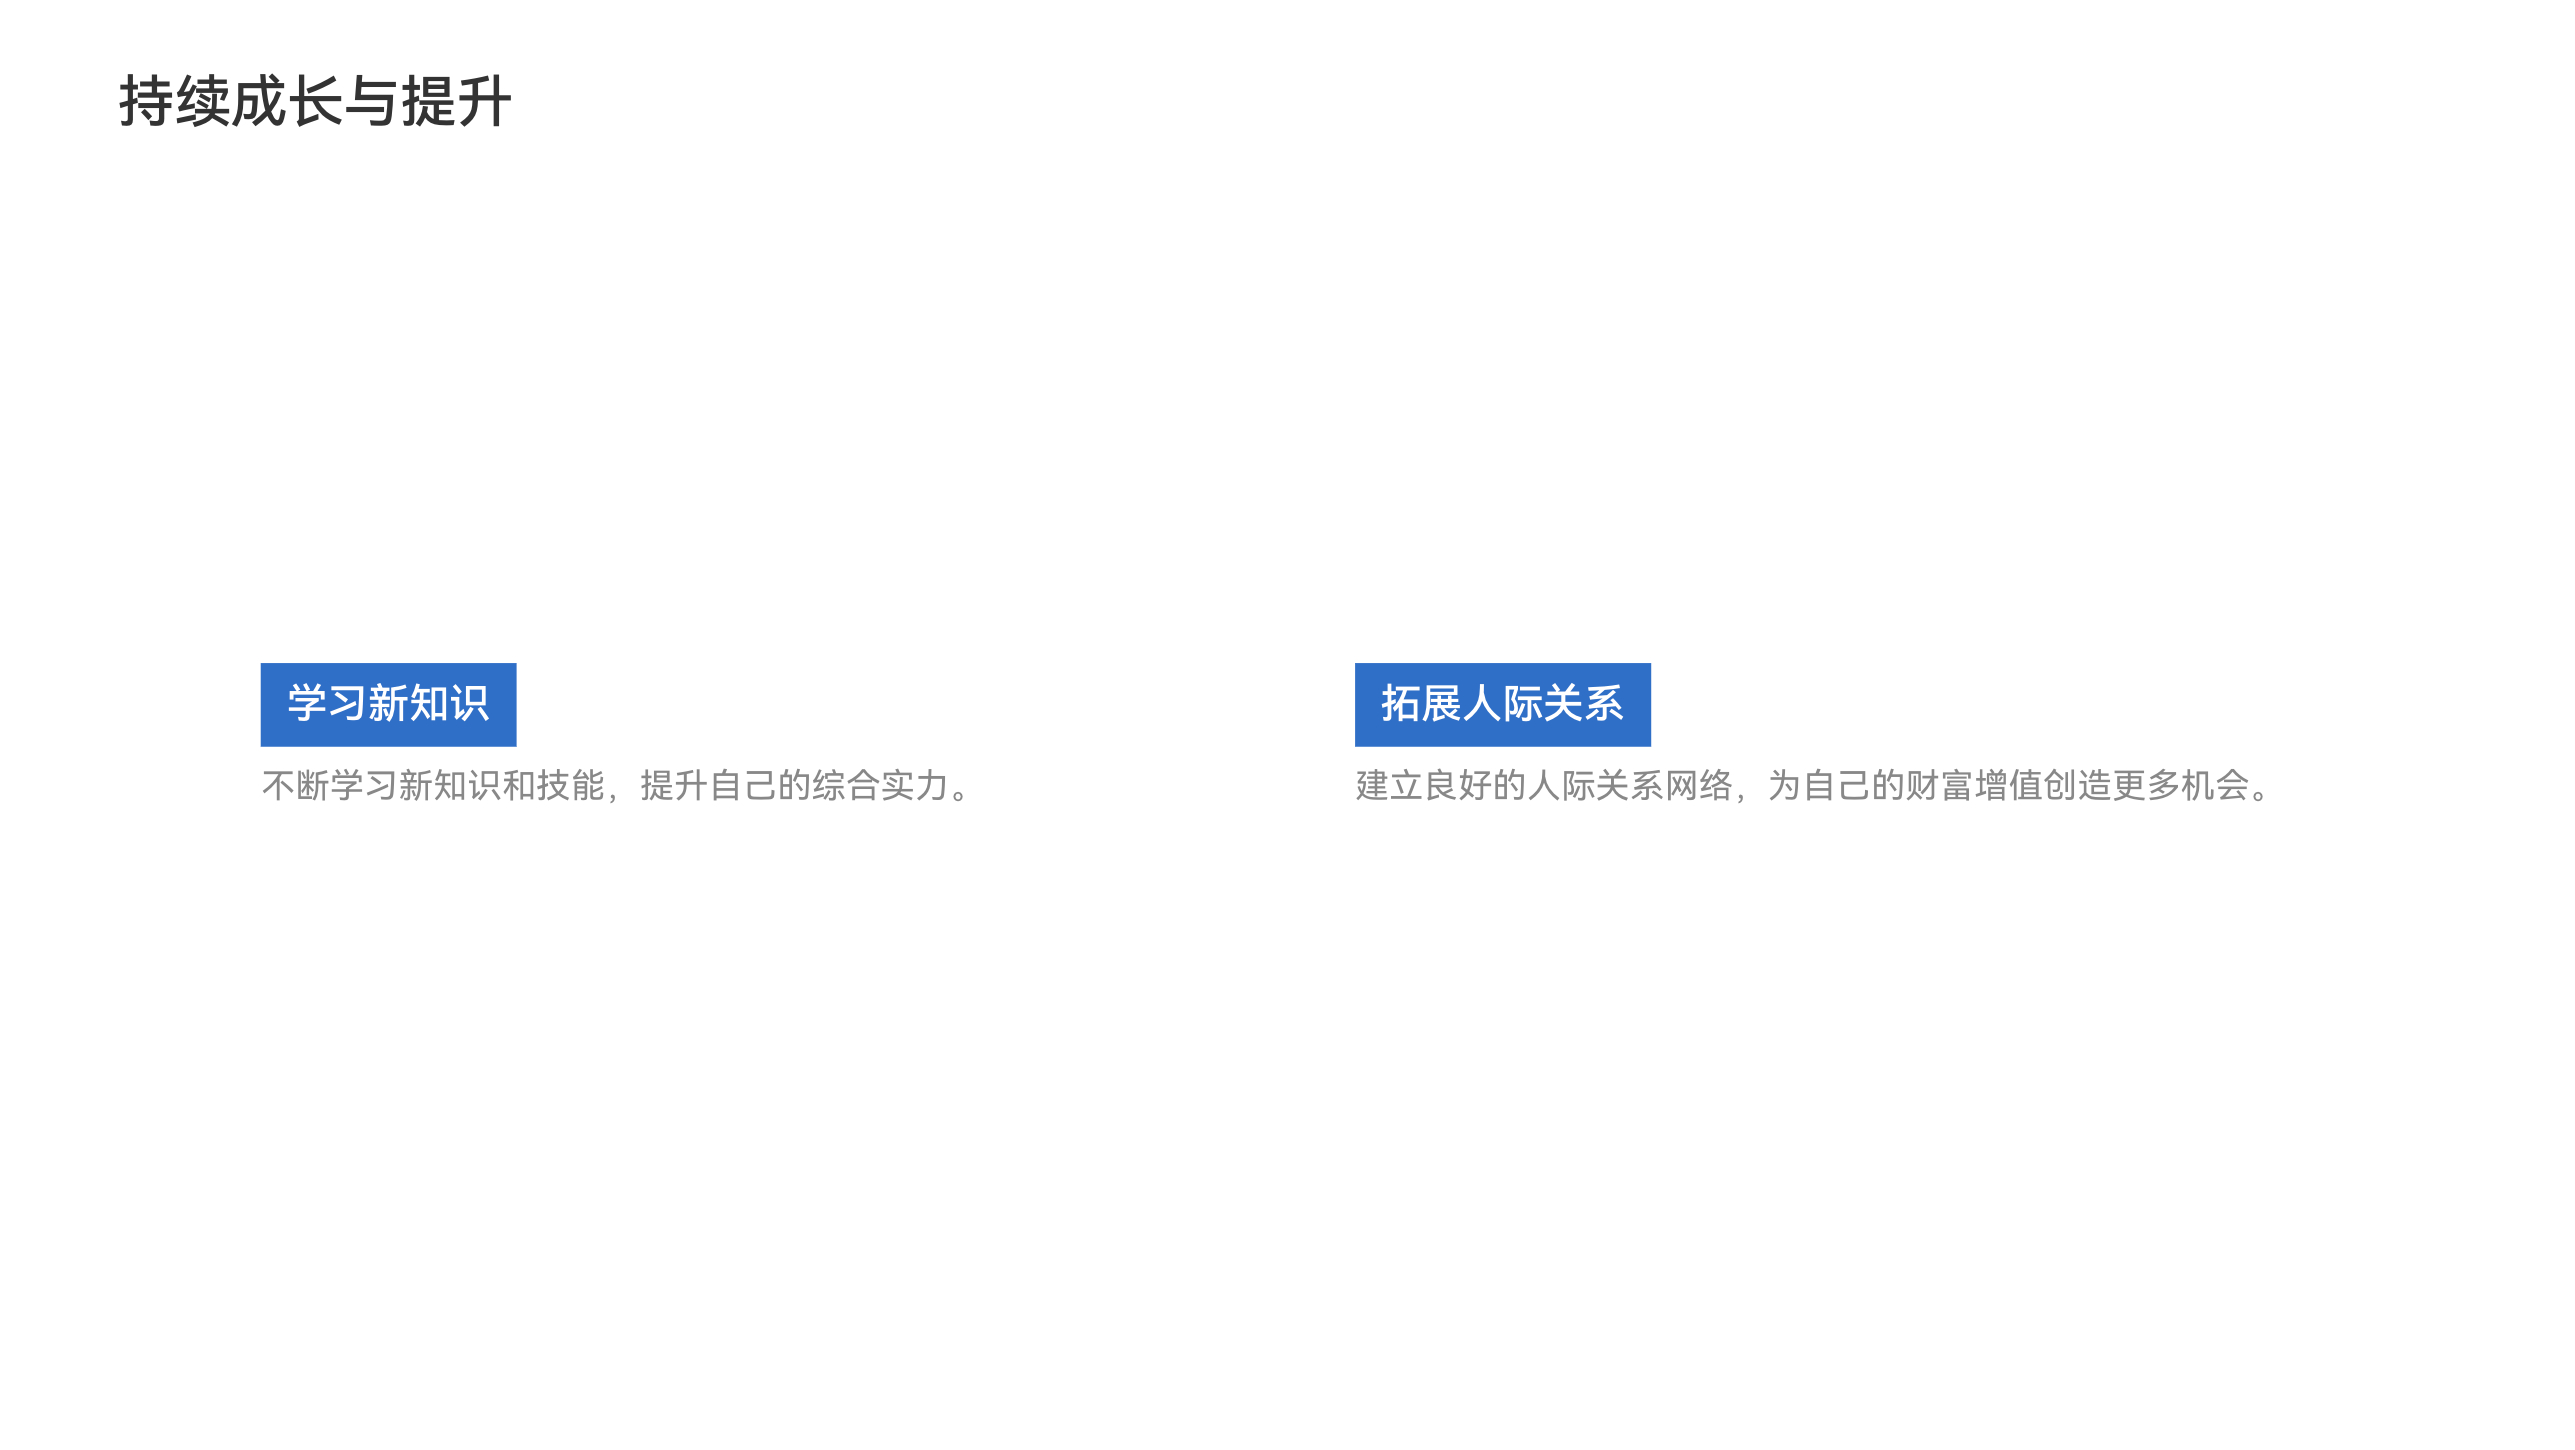 持续成长与提升
学习新知识
不断学习新知识和技能，提升自己的综合实力。
拓展人际关系
建立良好的人际关系网络，为自己的财富增值创造更多机会。